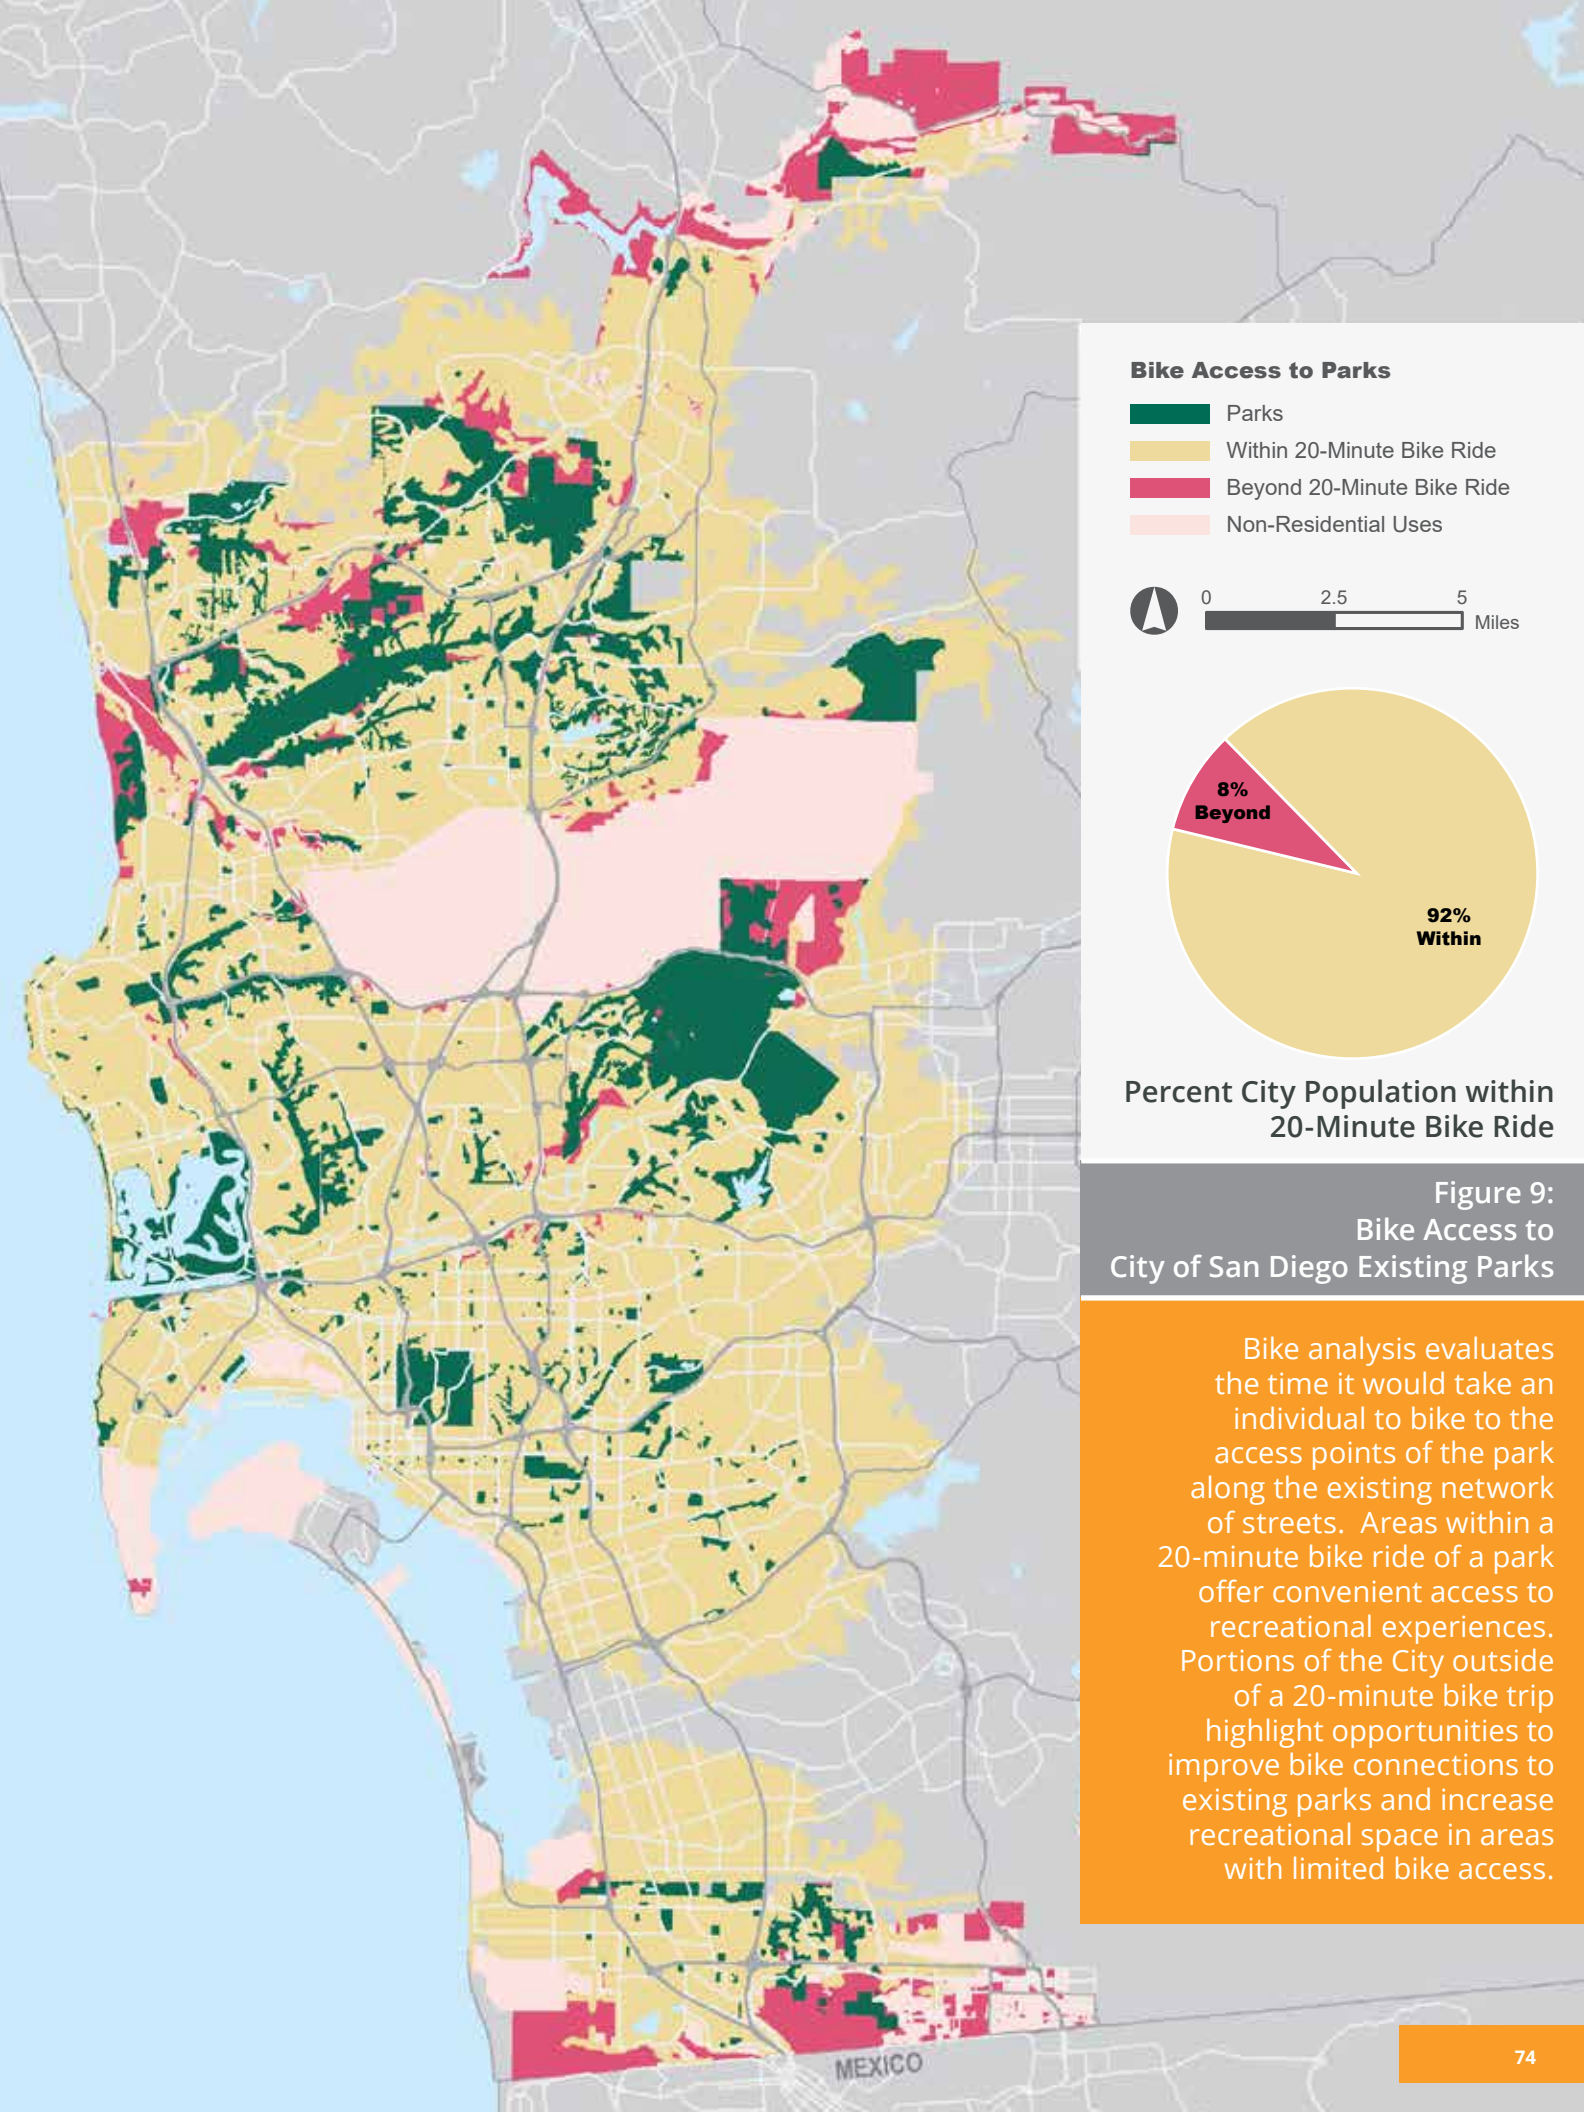 Bike Access to Parks
Parks
Within 20-Minute Bike Ride
Beyond 20-Minute Bike Ride
Non-Residential Uses
0 2.5 5
Miles
8%
Beyond
92%
Within
Percent City Population within
20-Minute Bike Ride
Figure 9:
Bike Access to
City of San Diego Existing Parks
Bike analysis evaluates
the time it would take an
individual to bike to the
access points of the park
along the existing network
of streets.  Areas within a
20-minute bike ride of a park
offer convenient access to
recreational experiences.
Portions of the City outside
of a 20-minute bike trip
highlight opportunities to
improve bike connections to
existing parks and increase
recreational space in areas
with limited bike access.
MEXICO
74